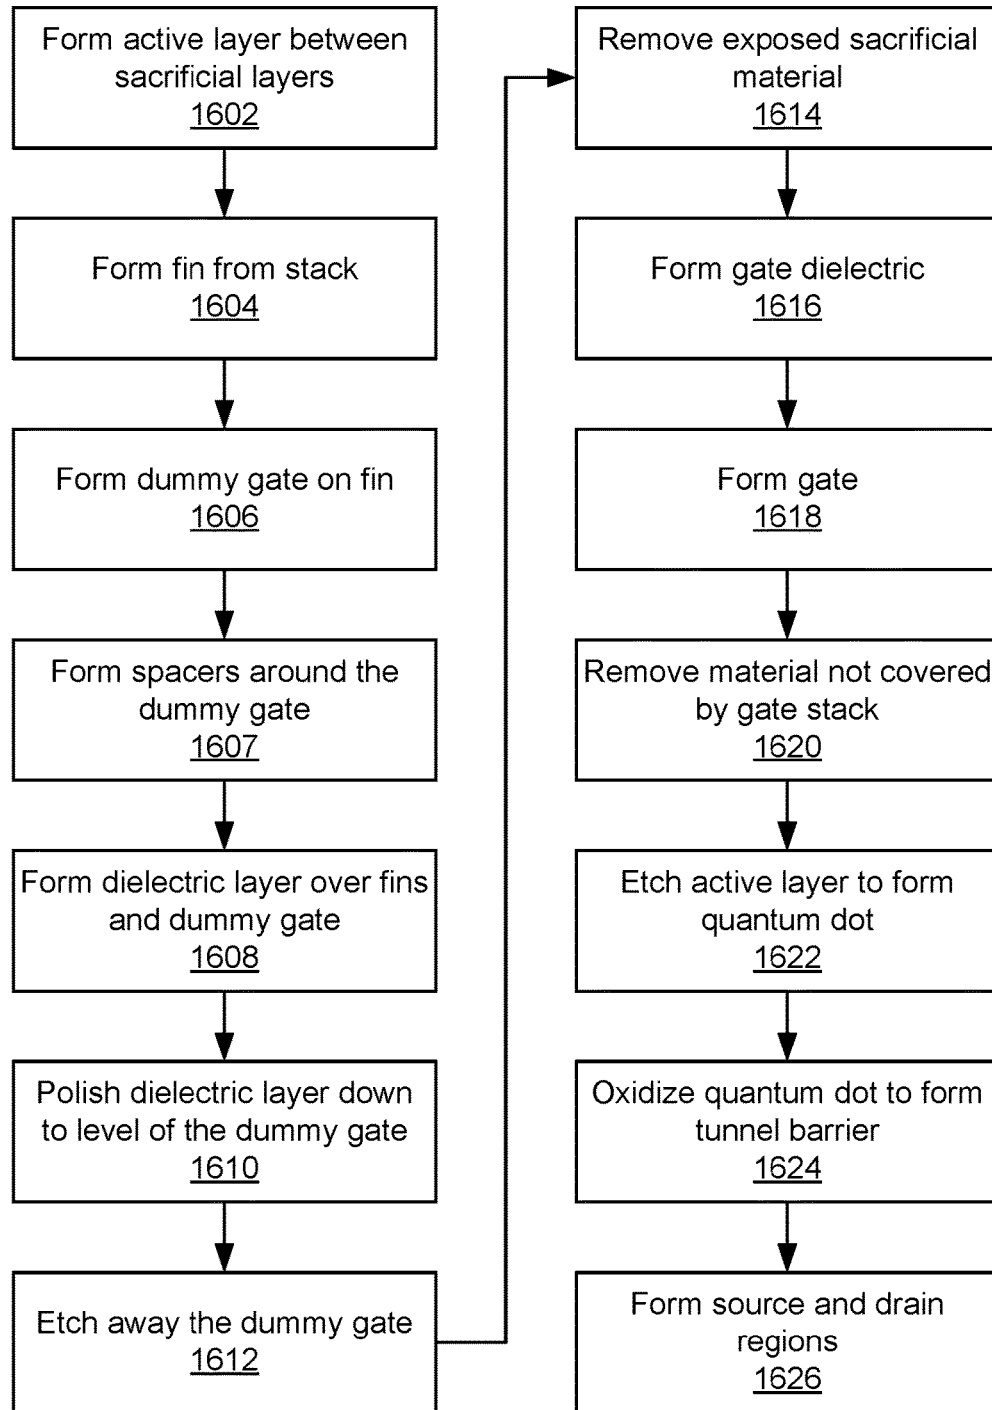 Form active layer between
sacrificial layers
1602
Form fin from stack
1604
Form dummy gate on fin
1606
Form spacers around the
dummy gate
1607
Form dielectric layer over fins
and dummy gate
1608
Polish dielectric layer down
to level of the dummy gate
1610
Etch away the dummy gate
1612
Remove exposed sacrificial
material
1614
Form gate dielectric
1616
Form gate
1618
Remove material not covered
by gate stack
1620
Etch active layer to form
quantum dot
1622
Oxidize quantum dot to form
tunnel barrier
1624
Form source and drain
regions
1626